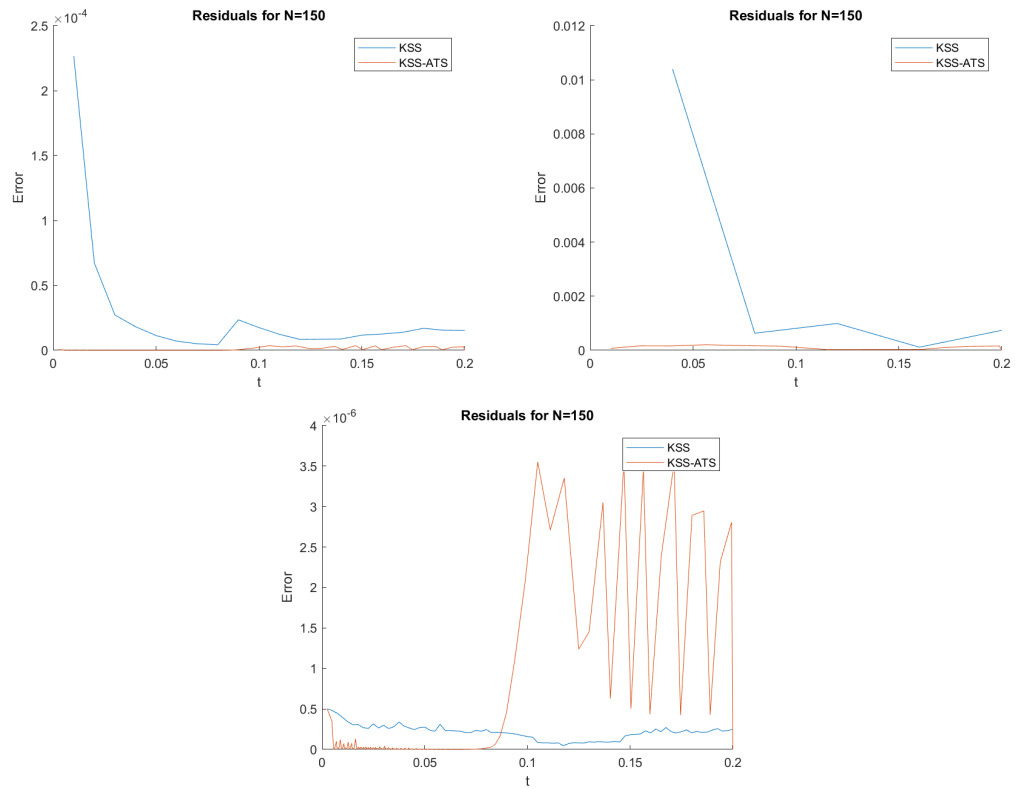 Residuals for N=150
×10-4
2.5
2
1.5
1
0.5
0
Error
0
0.05
0.1
0.15
0.2
t
KSS
KSS-ATS
Residuals for N=150
0.012
0.01
0.008
0.006
0.004
0.002
0
Error
0
0.05
0.1
0.15
0.2
t
KSS
KSS-ATS
Residuals for N=150
×10-6
4
3.5
3
2.5
2
1.5
1
0.5
0
Error
0
0.05
0.1
0.15
0.2
t
KSS
KSS-ATS